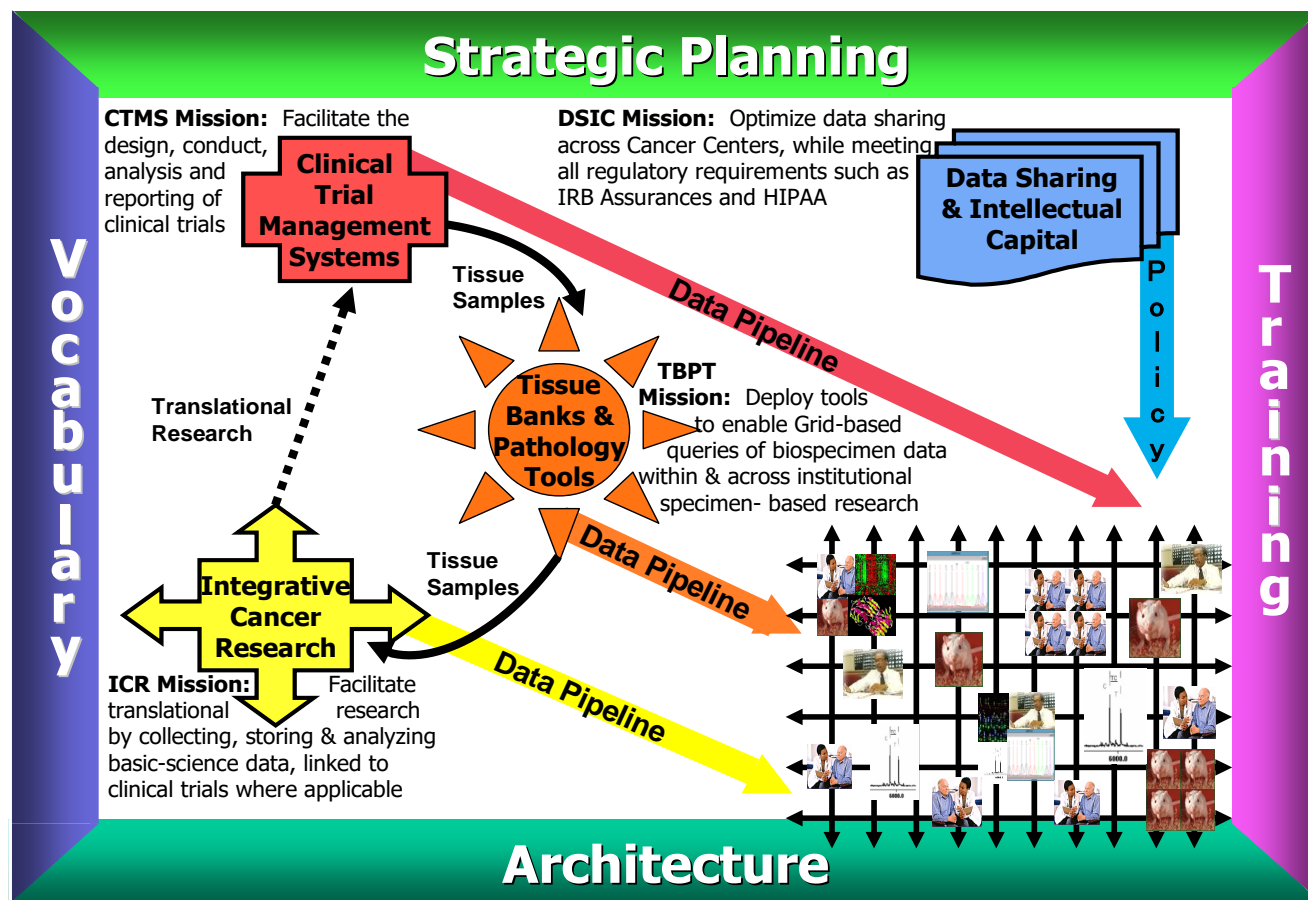 Strategic Planning
Vocabulary
Training
Architecture
CTMS Mission: Facilitate the
design, conduct,
analysis and
reporting of
clinical trials
Clinical
Trial
Management
Systems
DSIC Mission: Optimize data sharing
across Cancer Centers, while meeting
all regulatory requirements such as
IRB Assurances and HIPAA
Data Sharing
& Intellectual
Capital
Policy
Tissue
Samples
Data Pipeline
Translational
Research
Tissue
Banks &
Pathology
Tools
TBPT
Mission: Deploy tools
to enable Grid-based
queries of biospecimen data
within & across institutional
specimen- based research
Tissue
Samples
Data Pipeline
Integrative
Cancer
Research
Data Pipeline
ICR Mission: Facilitate
translational research
by collecting, storing & analyzing
basic-science data, linked to
clinical trials where applicable
6000.0
6000.0